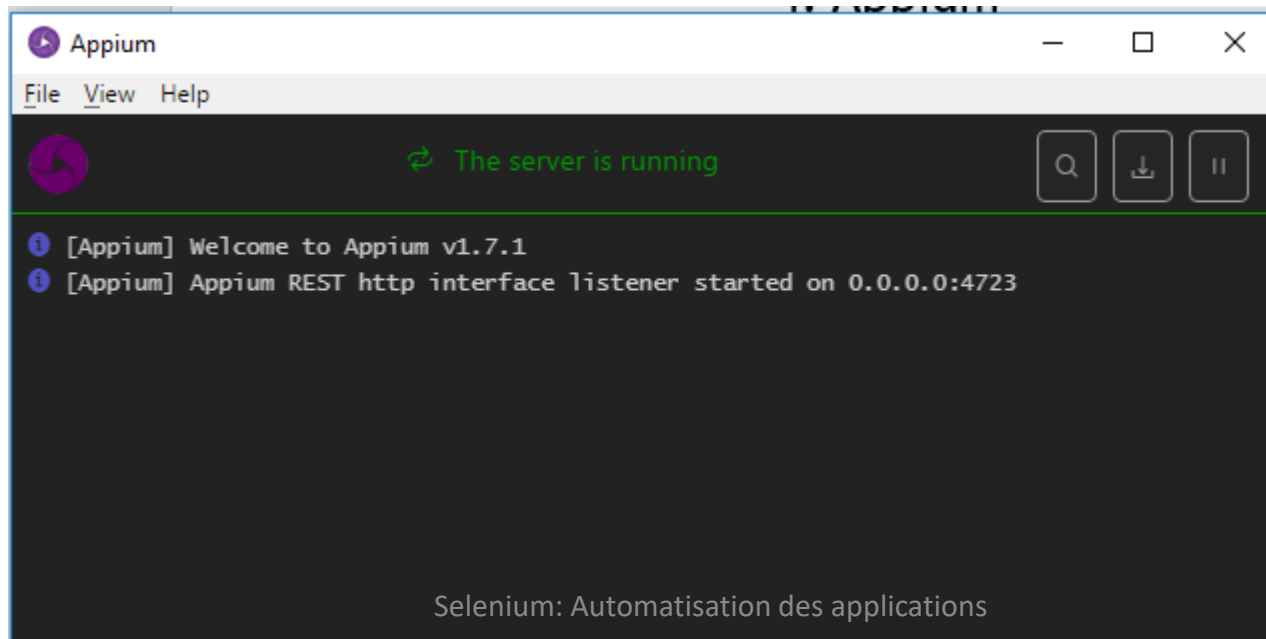 Appium
File View Help
The server is running
[Appium] Welcome to Appium v1.7.1
[Appium] Appium REST http interface listener started on 0.0.0.0:4723
Selenium: Automatisation des applications